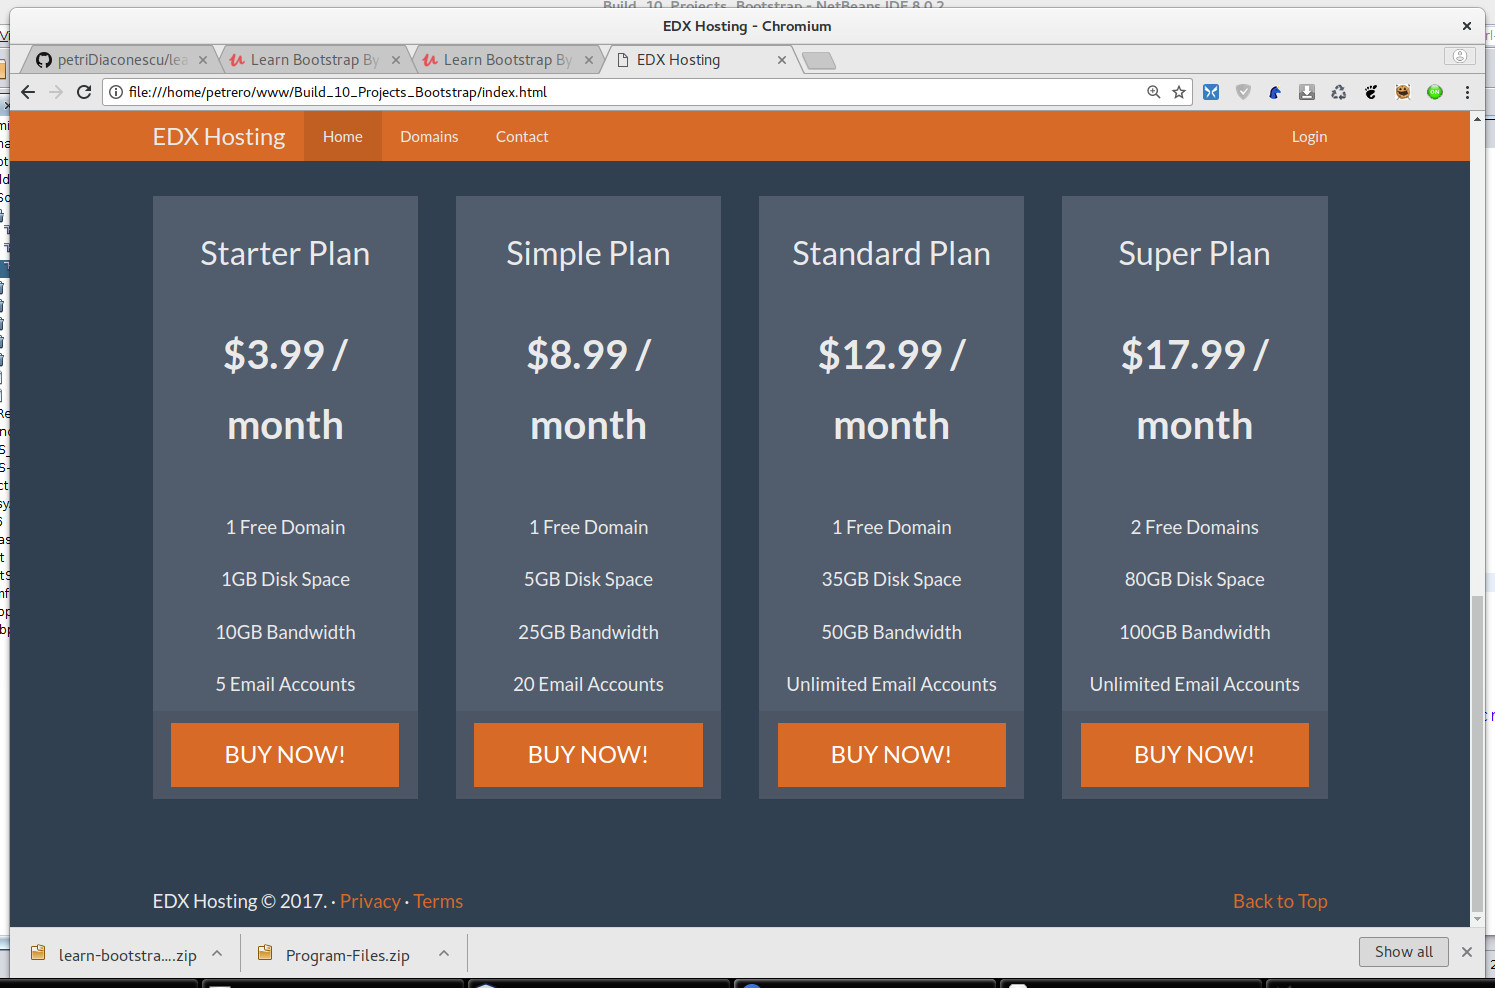 Build_10_Projects_Bootstrap - NetBeans IDE 8.0.2
EDX Hosting - Chromium
petriDiaconescu/lea
Learn Bootstrap By
Learn Bootstrap By
EDX Hosting
file:///home/petrero/www/Build_10_Projects_Bootstrap/index.html
EDX Hosting Home Domains Contact Login
Starter Plan
$3.99 /
month
1 Free Domain
1GB Disk Space
10GB Bandwidth
5 Email Accounts
BUY NOW!
Simple Plan
$8.99 /
month
1 Free Domain
5GB Disk Space
25GB Bandwidth
20 Email Accounts
BUY NOW!
Standard Plan
$12.99 /
month
1 Free Domain
35GB Disk Space
50GB Bandwidth
Unlimited Email Accounts
BUY NOW!
Super Plan
$17.99 /
month
2 Free Domains
80GB Disk Space
100GB Bandwidth
Unlimited Email Accounts
BUY NOW!
EDX Hosting © 2017. · Privacy · Terms
Back to Top
learn-bootstra....zip
Program-Files.zip
Show all